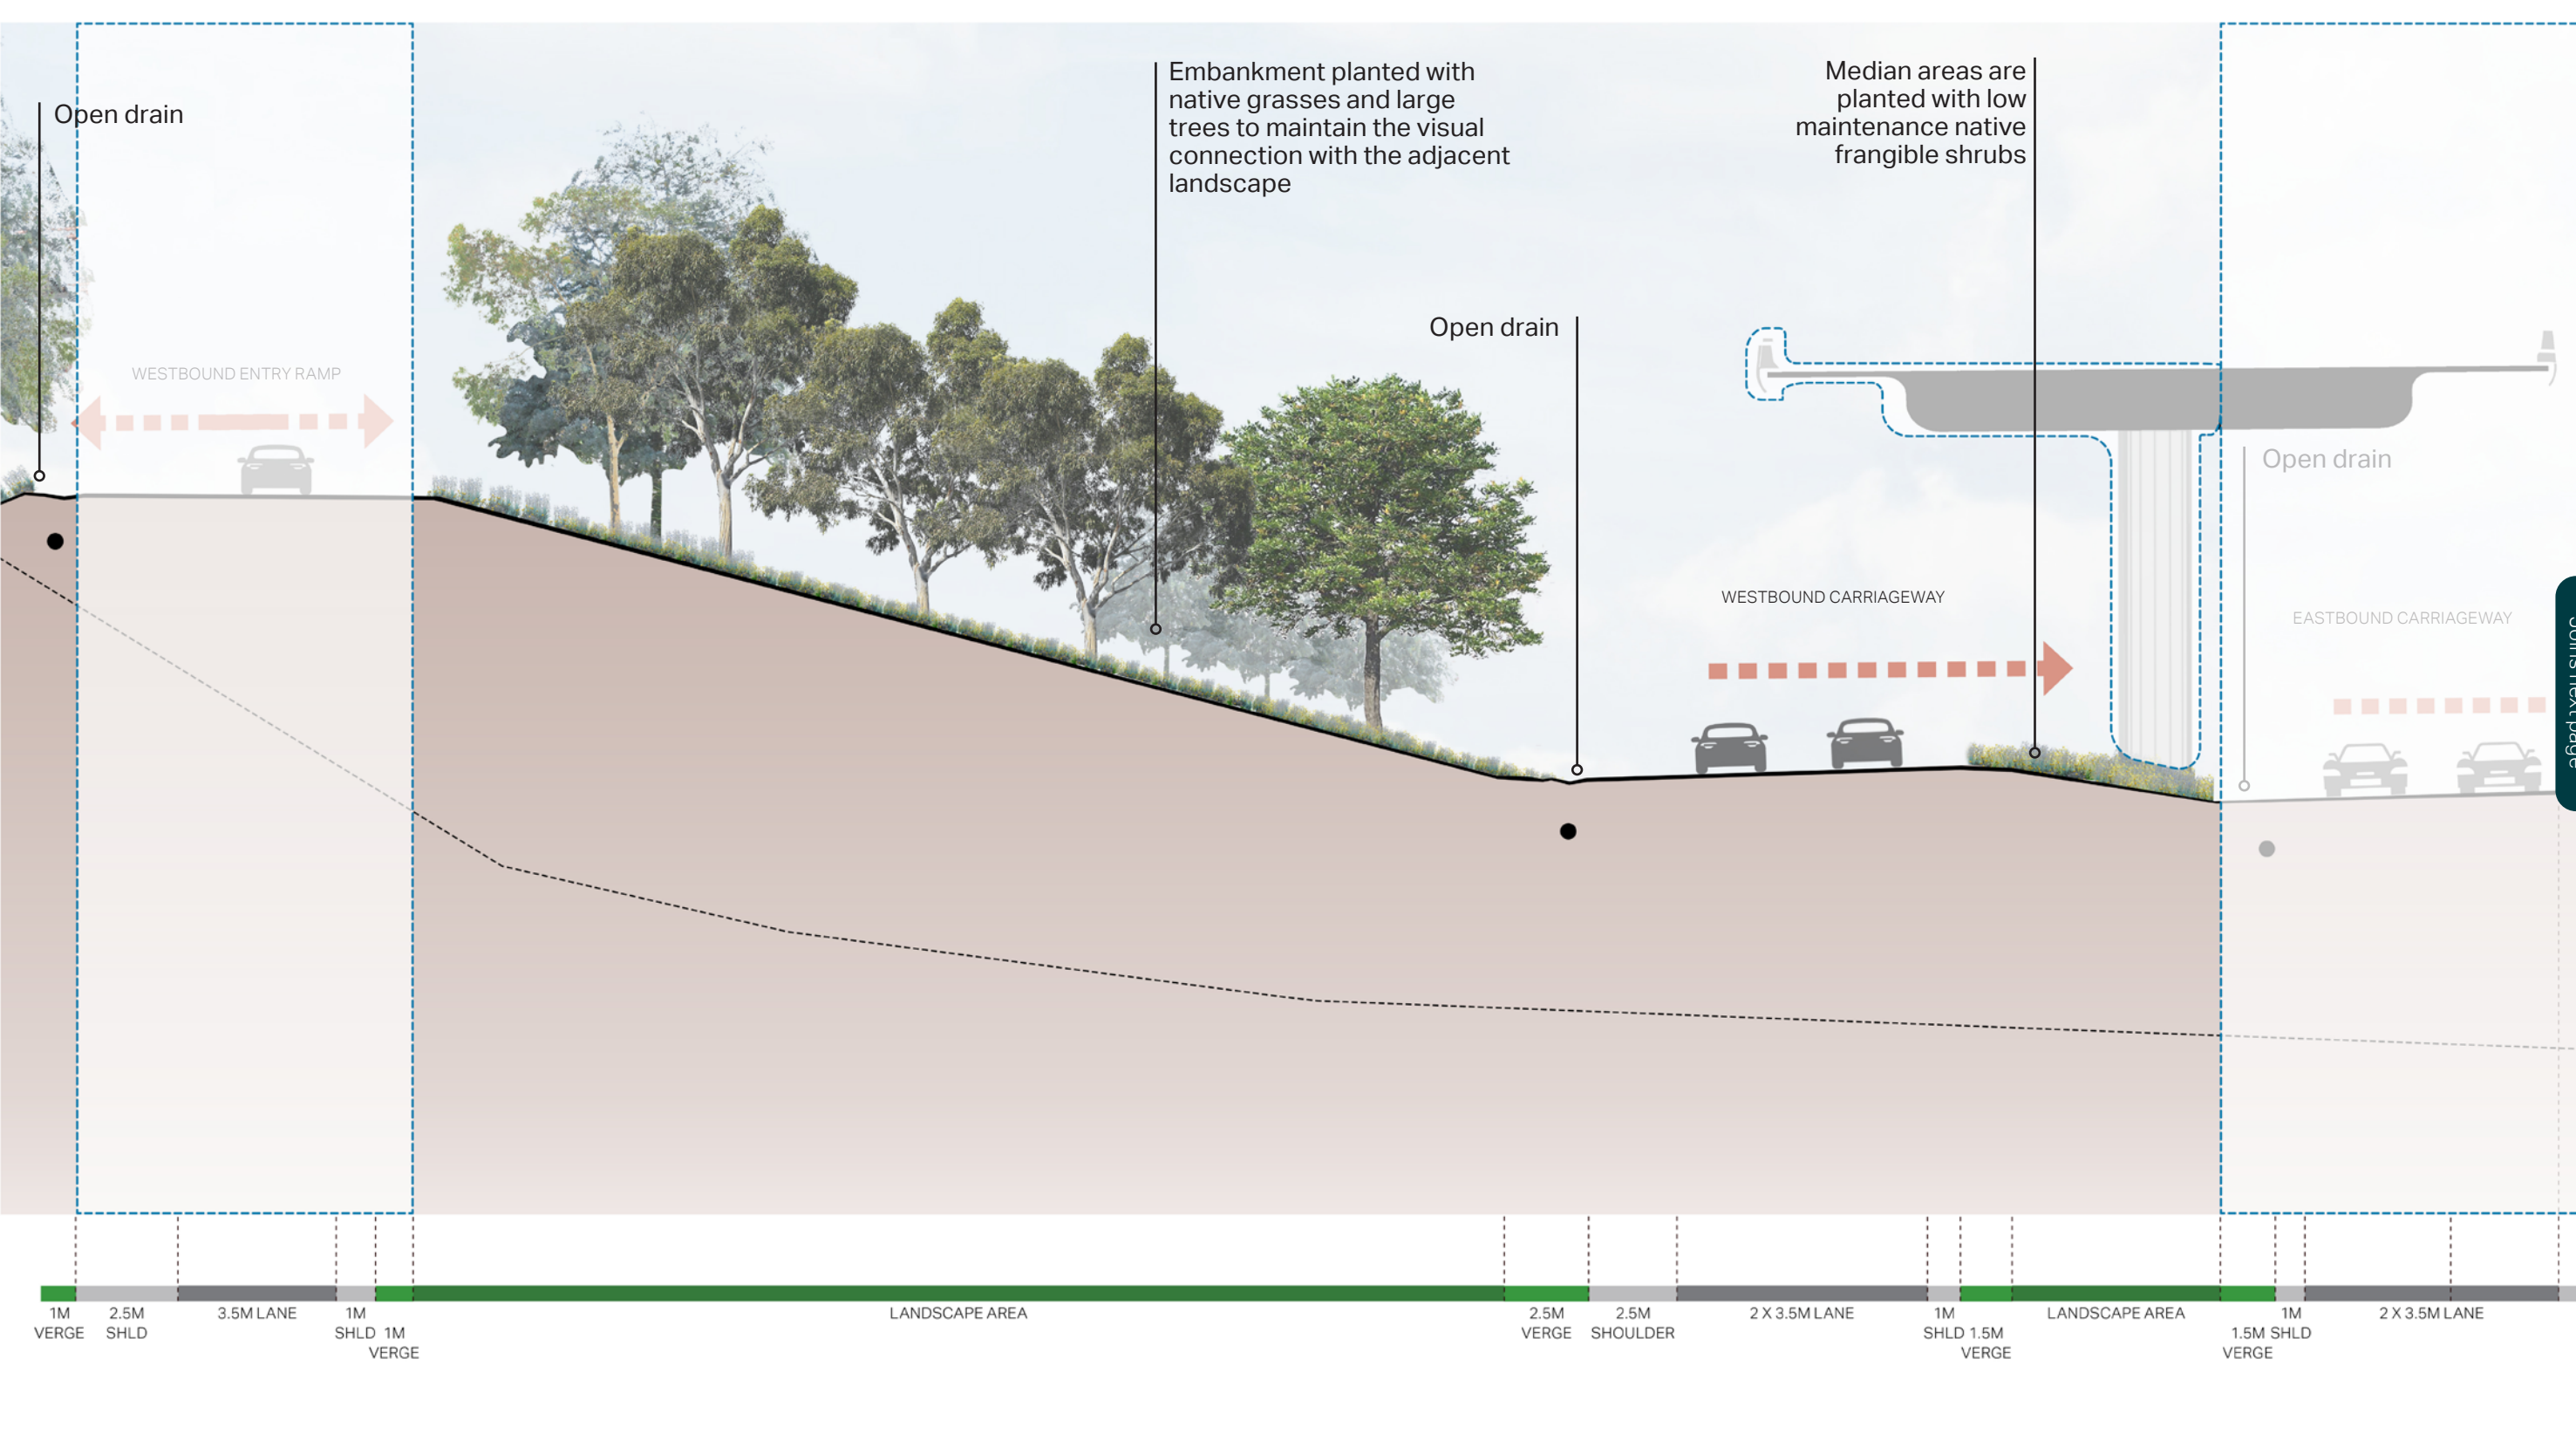 Open drain
Embankment planted with
native grasses and large
trees to maintain the visual
connection with the adjacent
landscape
Median areas are
planted with low
maintenance native
frangible shrubs
Open drain
WESTBOUND ENTRY RAMP
Open drain
WESTBOUND CARRIAGEWAY
EASTBOUND CARRIAGEWAY
Joins next page
1M
VERGE
2.5M
SHLD
3.5M LANE
1M
SHLD
1M
VERGE
LANDSCAPE AREA
2.5M
VERGE
2.5M
SHOULDER
2 X 3.5M LANE
1M
SHLD
1.5M
VERGE
LANDSCAPE AREA
1.5M
VERGE
1M
SHLD
2 X 3.5M LANE